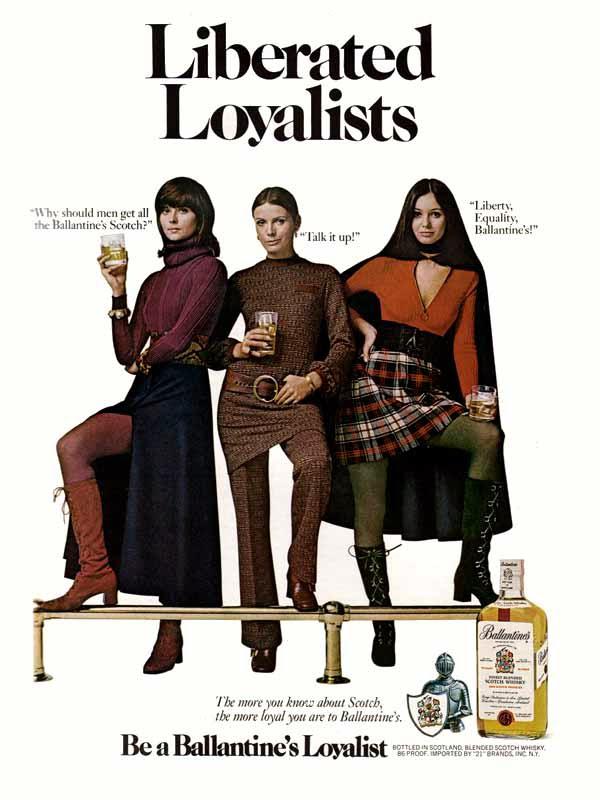 Liberated
Loyalists
"Why should men get all
the Ballantine's Scotch?"
"Talk it up!"
"Liberty,
Equality,
Ballantine's!"
Ballantine's
FINEST BLENDED
SCOTCH WHISKY
The more you know about Scotch,
the more loyal you are to Ballantine's.
Be a Ballantine's Loyalist
BOTTLED IN SCOTLAND. BLENDED SCOTCH WHISKY.
86 PROOF. IMPORTED BY "21" BRANDS, INC. N.Y.